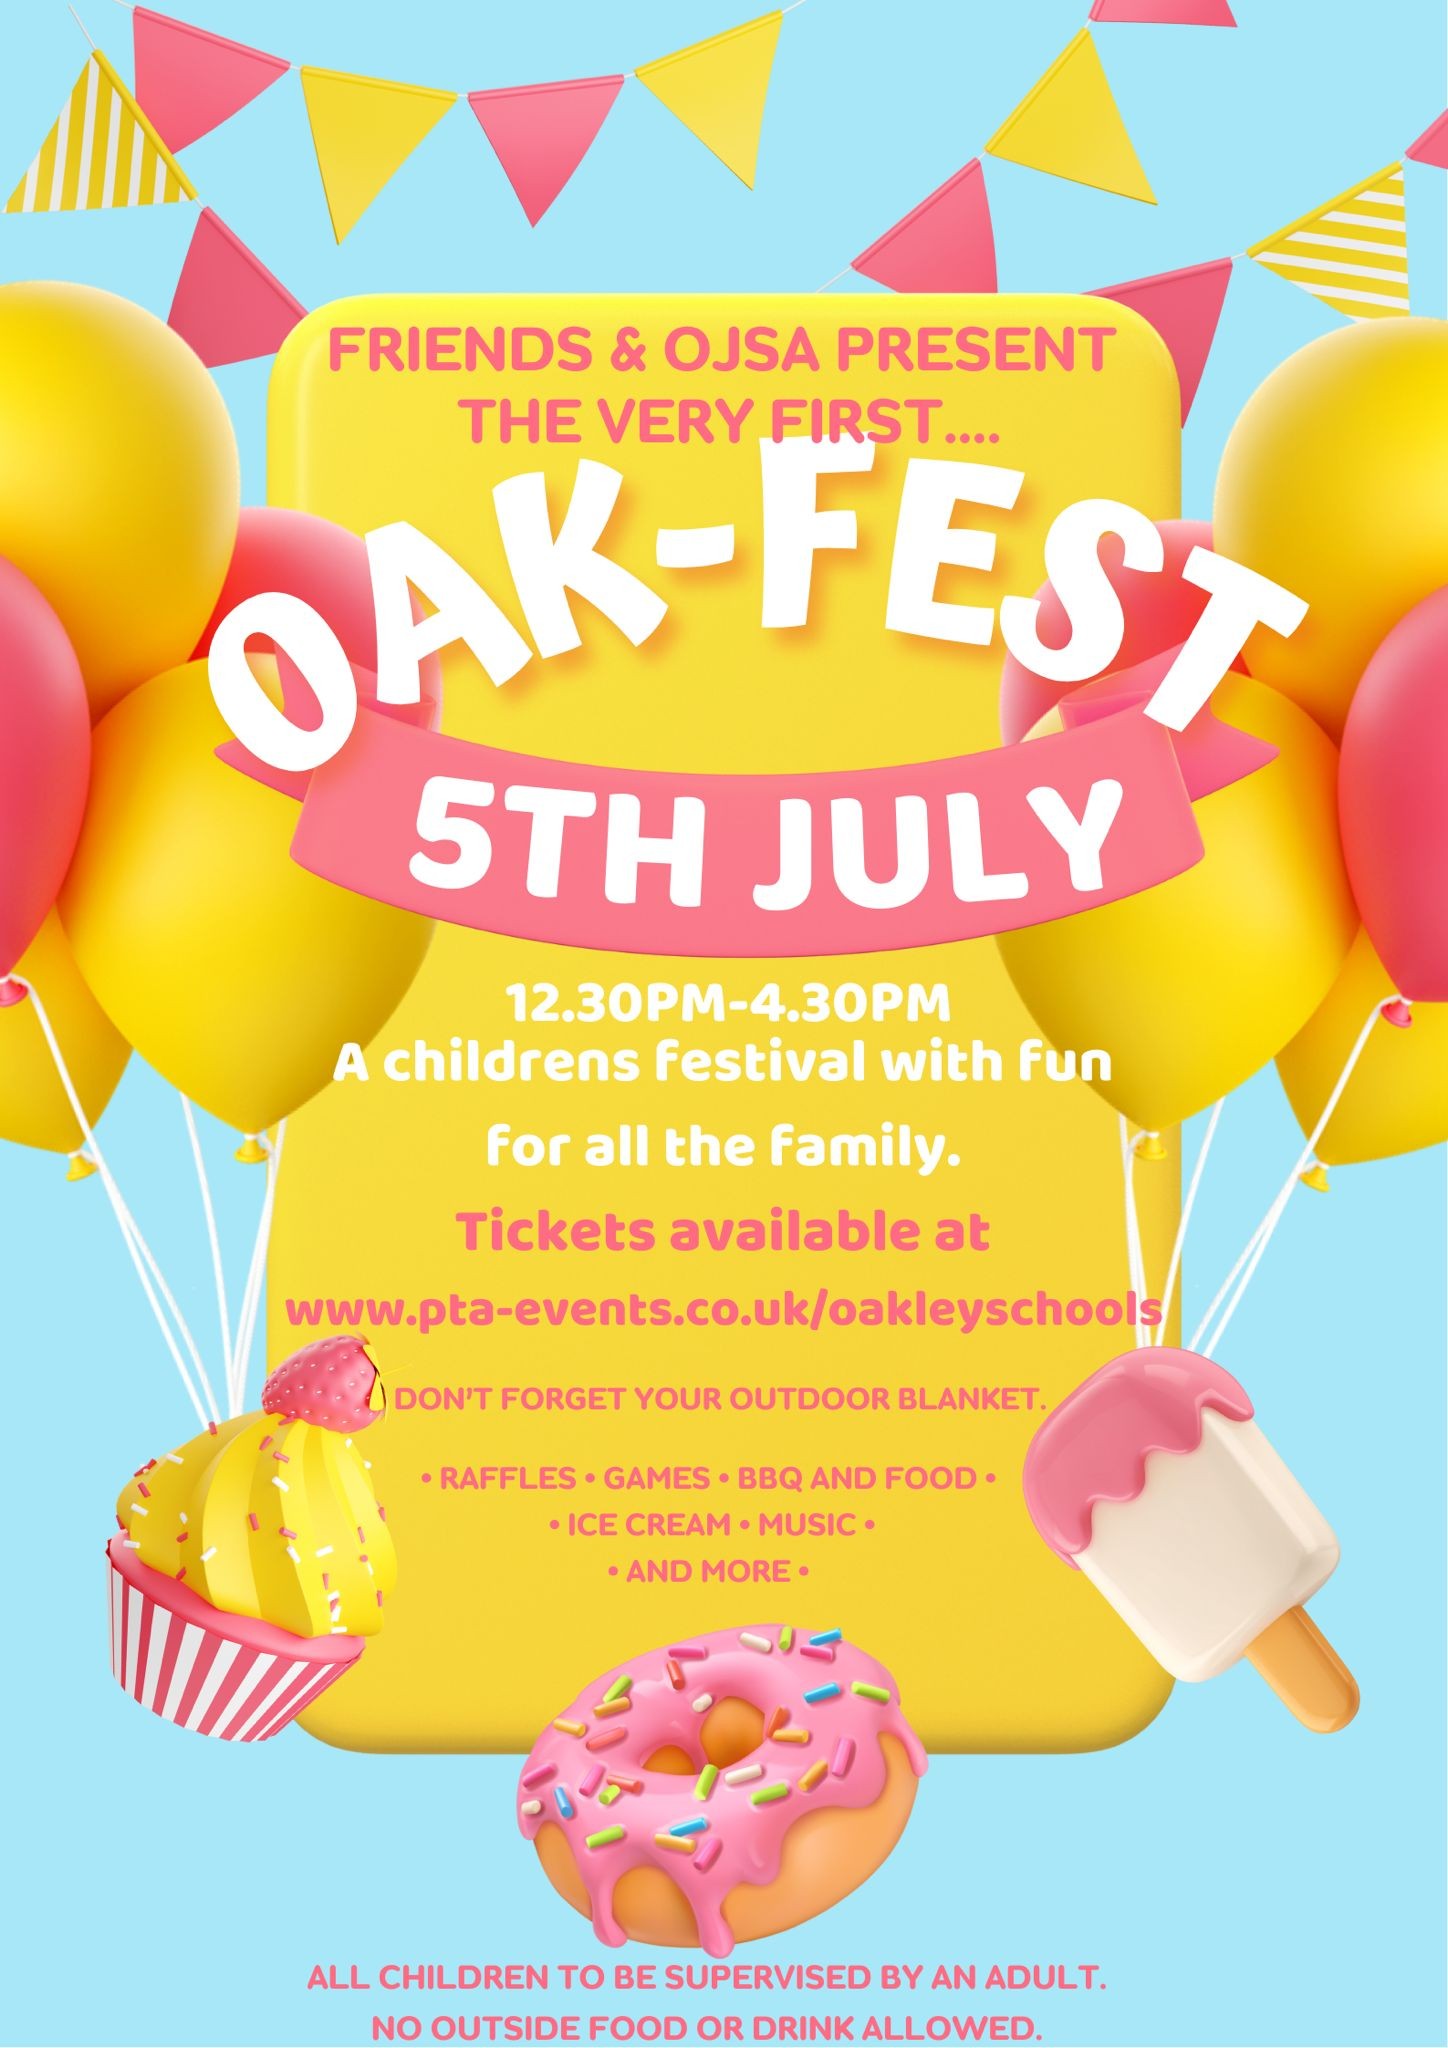 FRIENDS & OJSA PRESENT
THE VERY FIRST....
OAK-FEST
5TH JULY
12.30PM-4.30PM
A childrens festival with fun
for all the family.
Tickets available at
www.pta-events.co.uk/oakleyschools
DON'T FORGET YOUR OUTDOOR BLANKET.
• RAFFLES • GAMES • BBQ AND FOOD •
• ICE CREAM • MUSIC •
• AND MORE •
ALL CHILDREN TO BE SUPERVISED BY AN ADULT.
NO OUTSIDE FOOD OR DRINK ALLOWED.